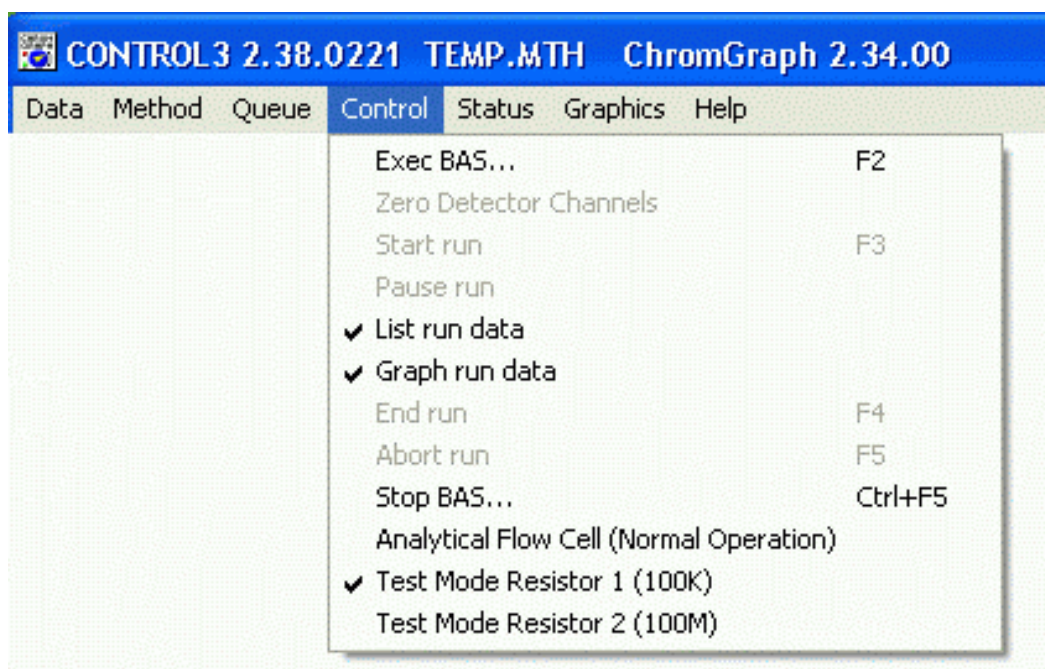 CONTROL3 2.38.0221 TEMP.MTH ChromGraph 2.34.00
Data Method Queue Control Status Graphics Help
Exec BAS... F2
Zero Detector Channels
Start run F3
Pause run
List run data
Graph run data
End run F4
Abort run F5
Stop BAS... Ctrl+F5
Analytical Flow Cell (Normal Operation)
Test Mode Resistor 1 (100K)
Test Mode Resistor 2 (100M)